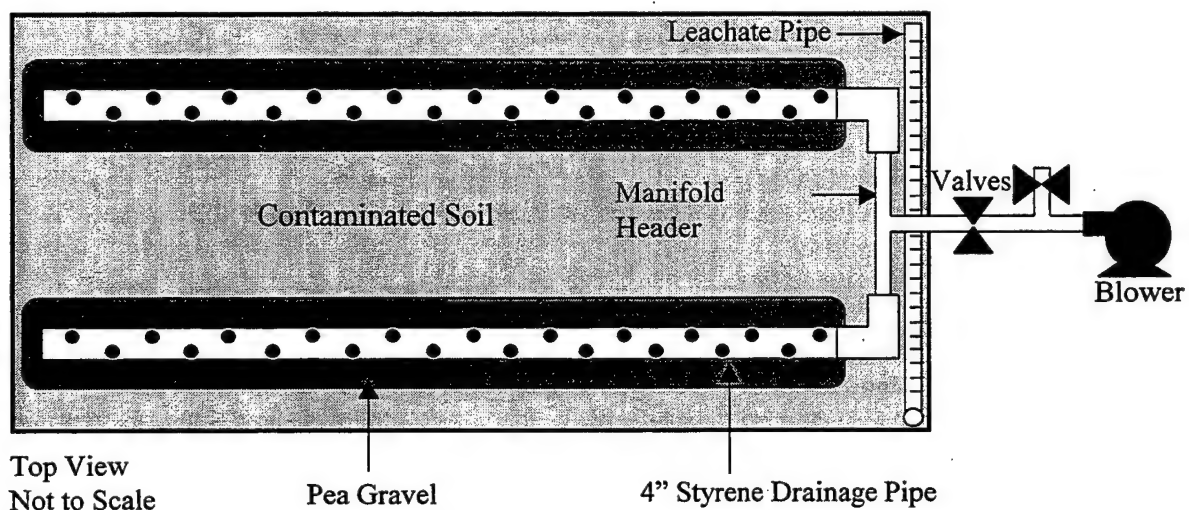 Leachate Pipe
Valves
Manifold
Header
Contaminated Soil
Blower
Top View
Not to Scale
Pea Gravel
4” Styrene Drainage Pipe